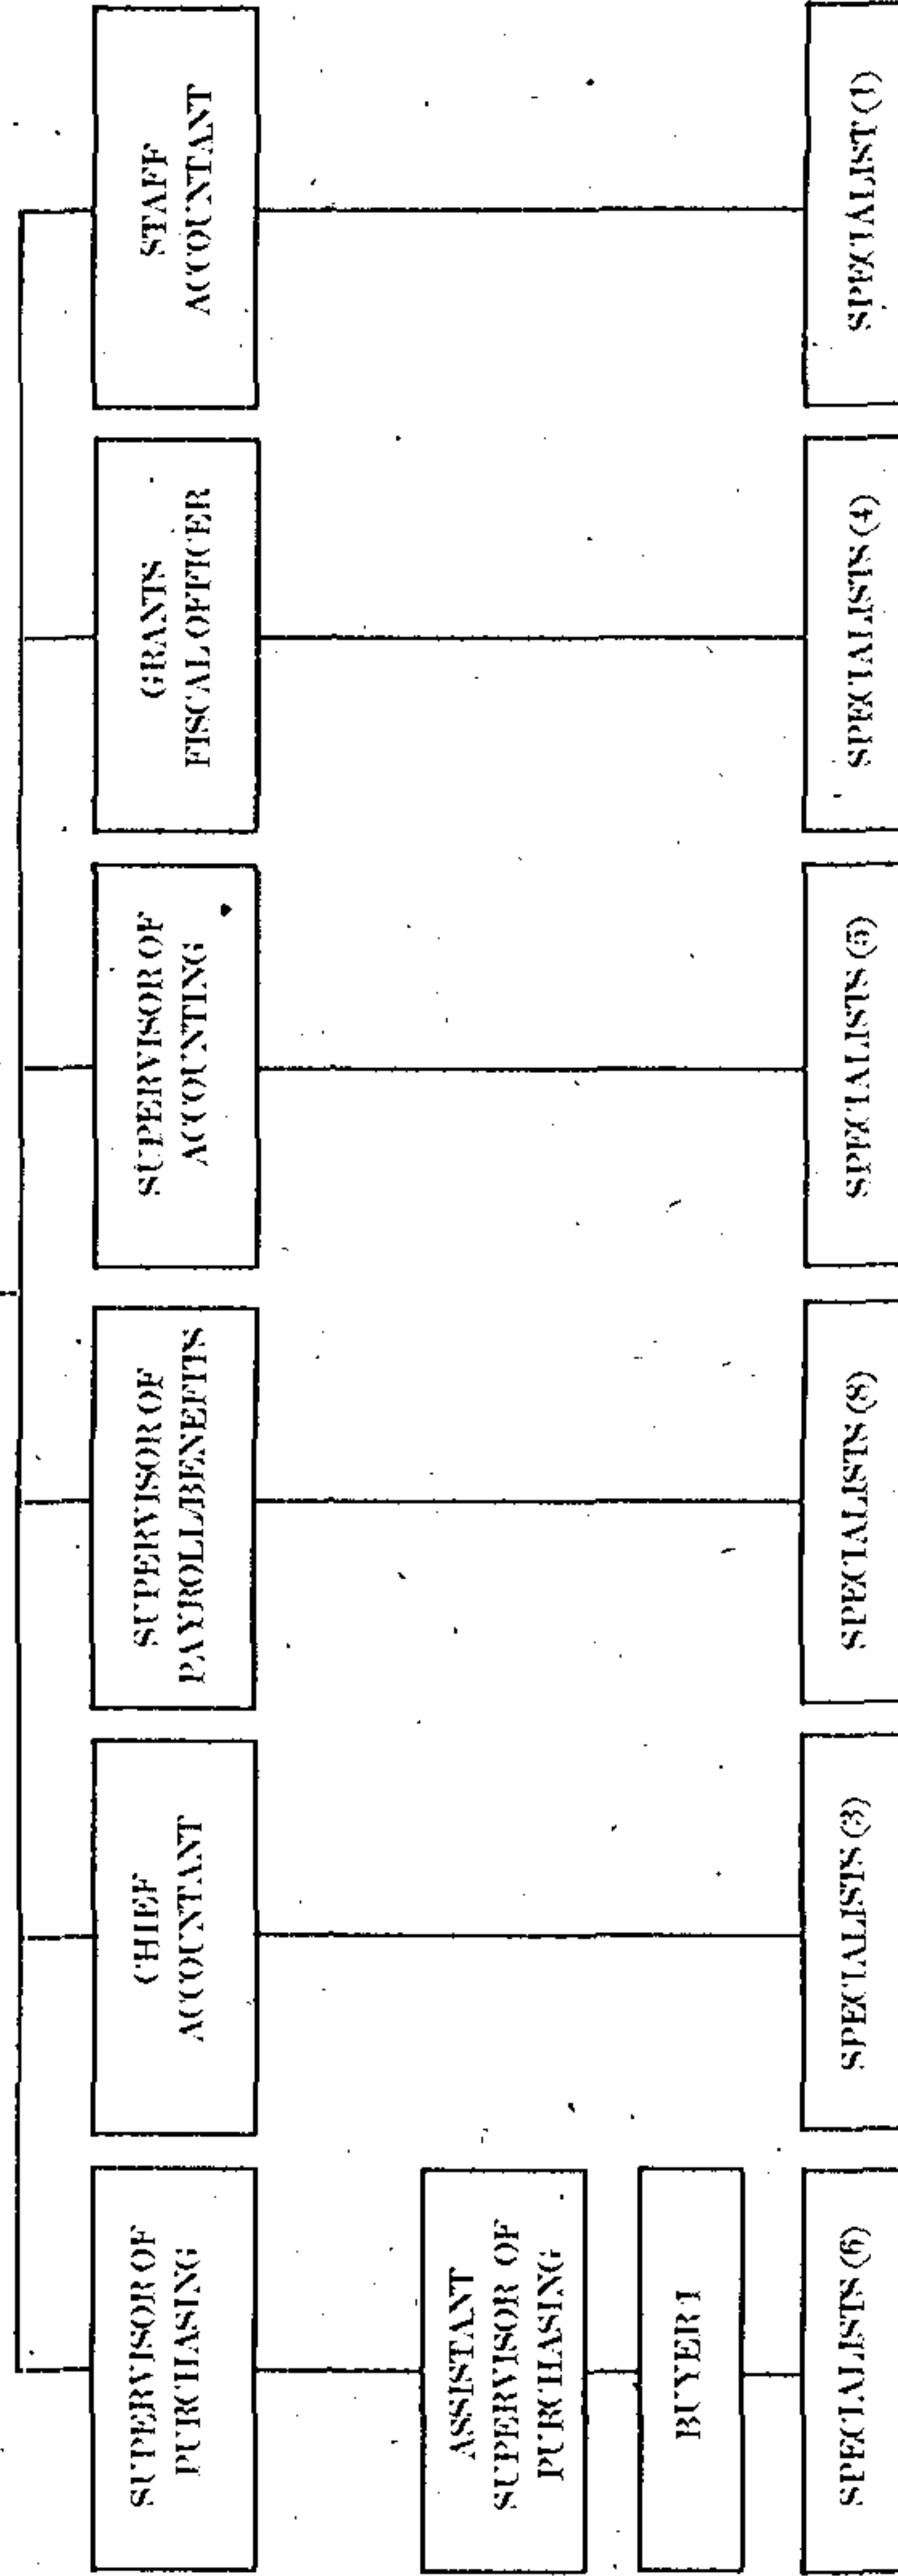 SUPERVISOR OF
PURCHASING
CHIEF
ACCOUNTANT
SUPERVISOR OF
PAYROLL/BENEFITS
SUPERVISOR OF
ACCOUNTING
GRANTS
FISCAL OFFICER
STAFF
ACCOUNTANT
ASSISTANT
SUPERVISOR OF
PURCHASING
BUYER I
SPECIALISTS (6)
SPECIALISTS (3)
SPECIALISTS (8)
SPECIALISTS (5)
SPECIALISTS (4)
SPECIALIST (1)